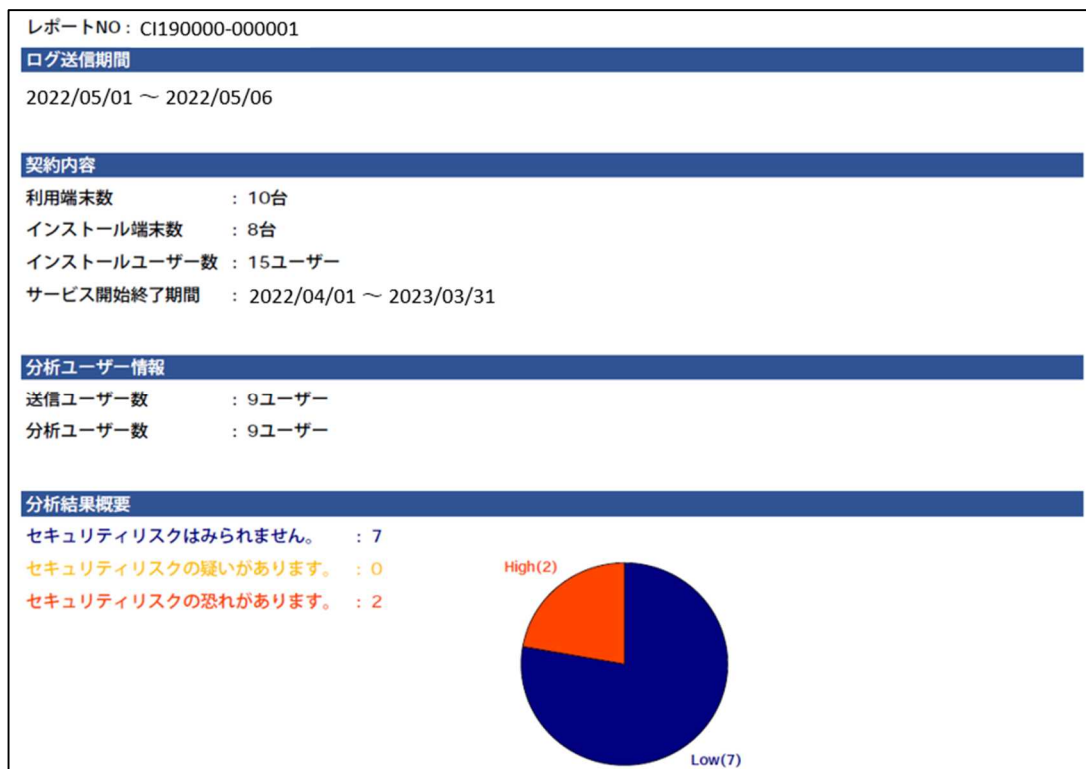 レポートNO : CI190000-000001
ログ送信期間
2022/05/01 ～ 2022/05/06
契約内容
利用端末数 : 10台
インストール端末数 : 8台
インストールユーザー数 : 15ユーザー
サービス開始終了期間 : 2022/04/01 ～ 2023/03/31
分析ユーザー情報
送信ユーザー数 : 9ユーザー
分析ユーザー数 : 9ユーザー
分析結果概要
セキュリティリスクはみられません。 : 7
セキュリティリスクの疑いがあります。 : 0
セキュリティリスクの恐れがあります。 : 2
High(2)
Low(7)